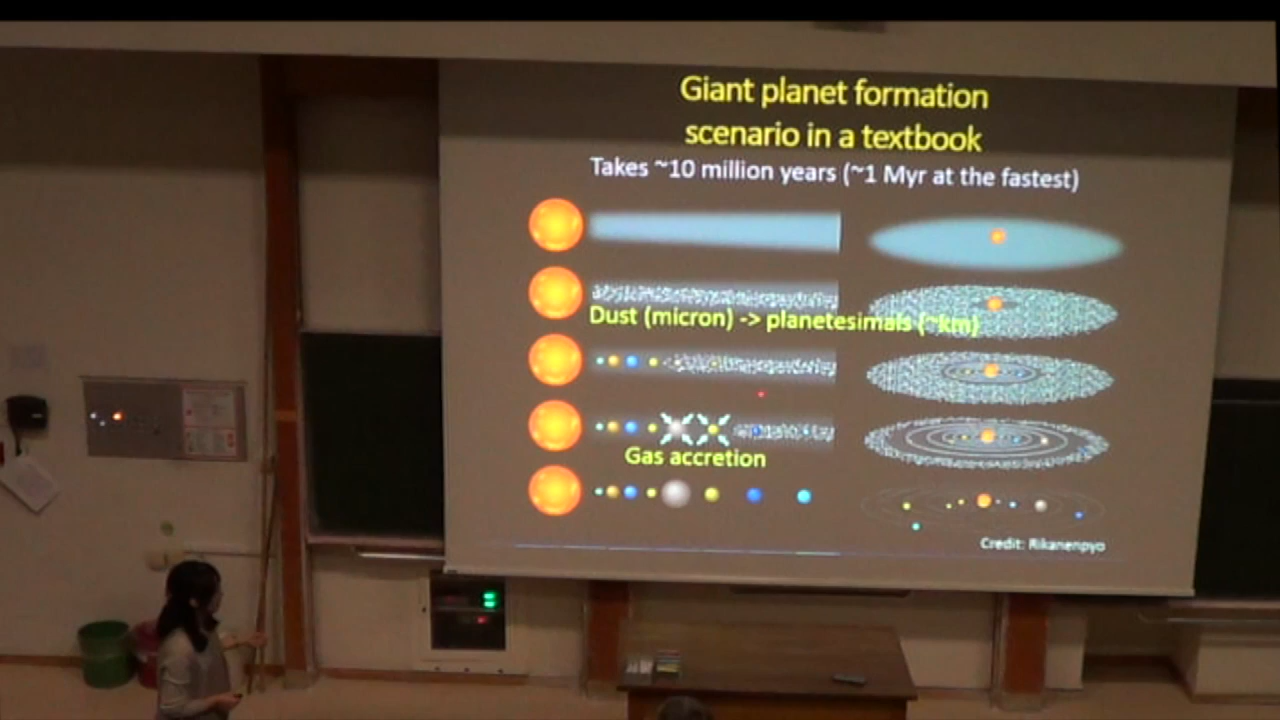 Giant planet formation
scenario in a textbook
Takes ~10 million years (~1 Myr at the fastest)
Dust (micron) -> planetesimals (~km)
Gas accretion
Credit: Rikanenpyo